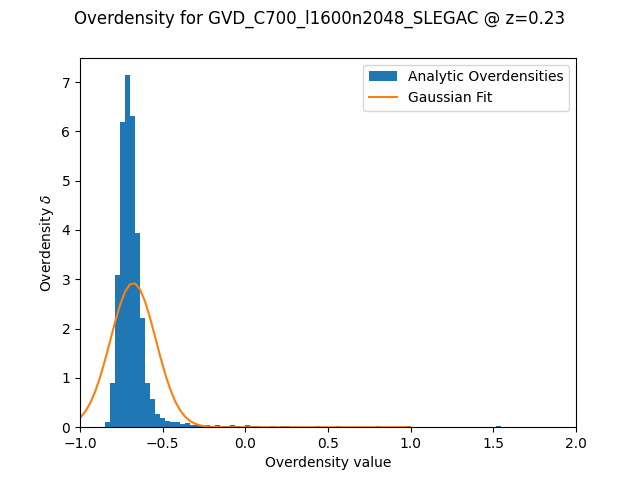 Overdensity for GVD_C700_l1600n2048_SLEGAC @ z=0.23
Analytic Overdensities
Gaussian Fit
Overdensity δ
7
6
5
4
3
2
1
0
−1.0 −0.5 0.0 0.5 1.0 1.5 2.0
Overdensity value